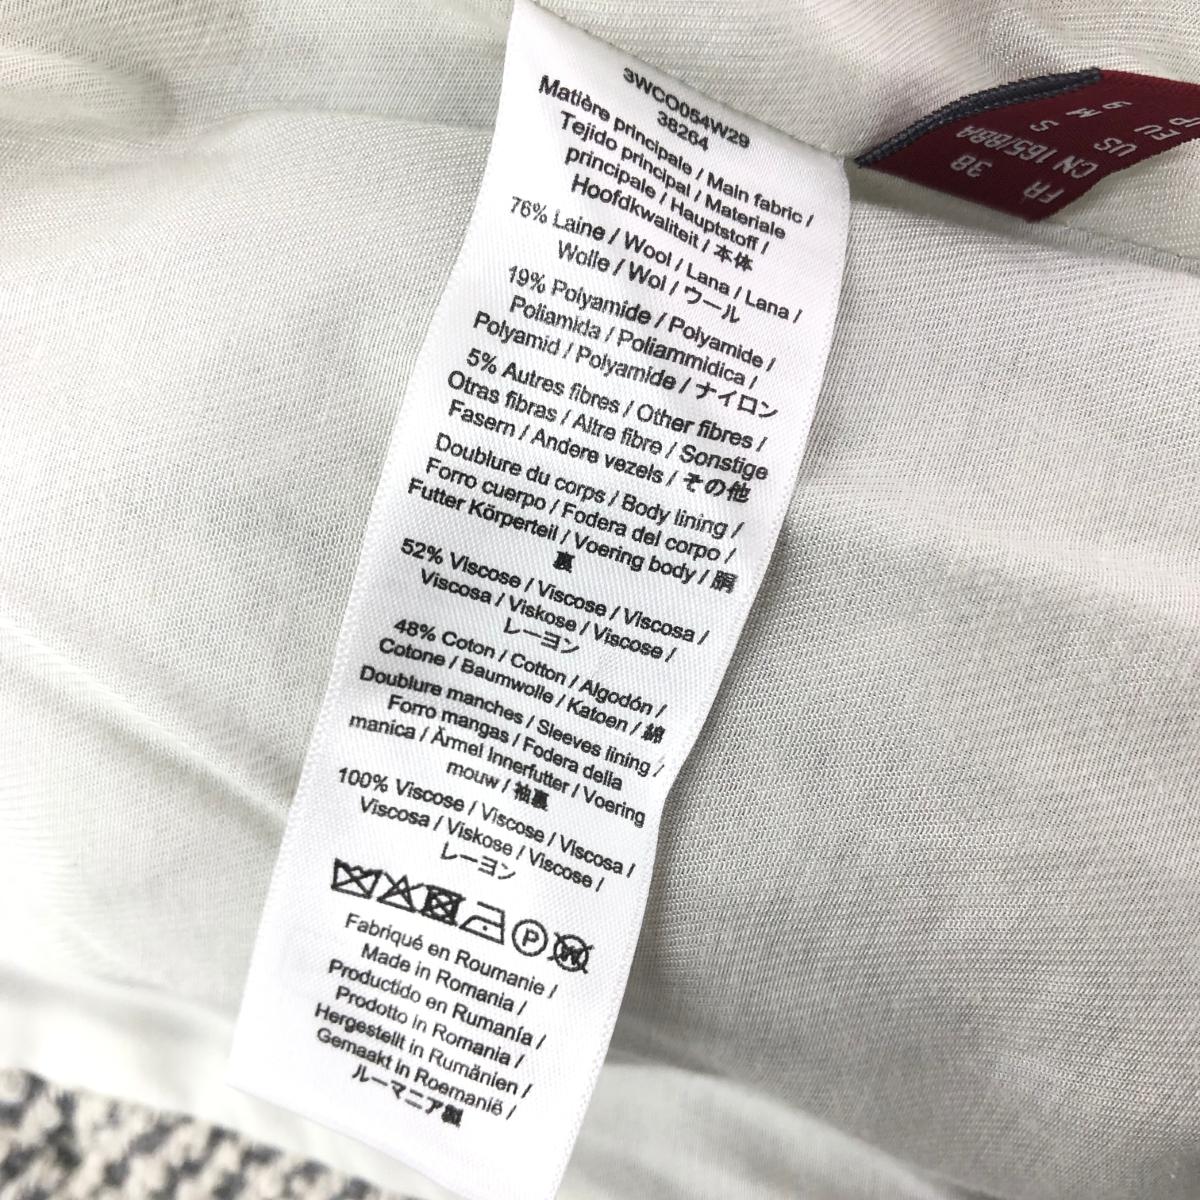 3WCO054W29
38264
Matière principale / Main fabric /
Tejido principal / Materiale
principale / Hauptstoff /
Hoofdkwaliteit / 本体
76% Laine / Wool / Lana / Lana /
Wolle / Wol / ウール
19% Polyamide / Polyamide /
Poliamida / Poliammidica /
Polyamid / Polyamide / ナイロン
5% Autres fibres / Other fibres /
Otras fibras / Altre fibre / Sonstige
Fasern / Andere vezels / その他
Doublure du corps / Body lining /
Forro cuerpo / Fodera del corpo /
Futter Körperteil / Voering body / 胴
裏
52% Viscose / Viscose / Viscosa /
Viscosa / Viskose / Viscose /
レーヨン
48% Coton / Cotton / Algodón /
Cotone / Baumwolle / Katoen / 綿
Doublure manches / Sleeves lining /
Forro mangas / Fodera della
manica / Ärmel Innerfutter / Voering
mouw / 袖裏
100% Viscose / Viscose / Viscosa /
Viscosa / Viskose / Viscose /
レーヨン
P W
Fabriqué en Roumanie /
Made in Romania /
Productido en Rumanía /
Prodotto in Romania /
Hergestellt in Rumänien /
Gemaakt in Roemanië /
ルーマニア製
FR 38
CN 165/88A
US S
EU M
9